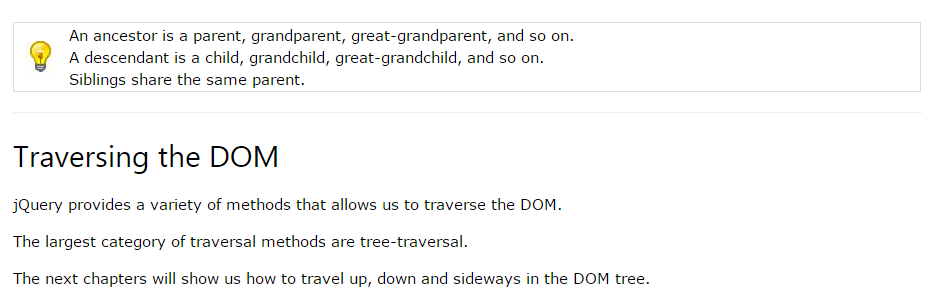 An ancestor is a parent, grandparent, great-grandparent, and so on.
A descendant is a child, grandchild, great-grandchild, and so on.
Siblings share the same parent.
Traversing the DOM
jQuery provides a variety of methods that allows us to traverse the DOM.
The largest category of traversal methods are tree-traversal.
The next chapters will show us how to travel up, down and sideways in the DOM tree.